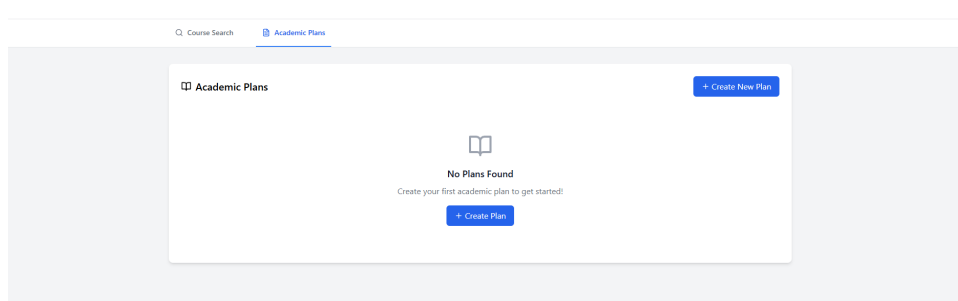 Course Search
Academic Plans
Academic Plans
+ Create New Plan
No Plans Found
Create your first academic plan to get started!
+ Create Plan